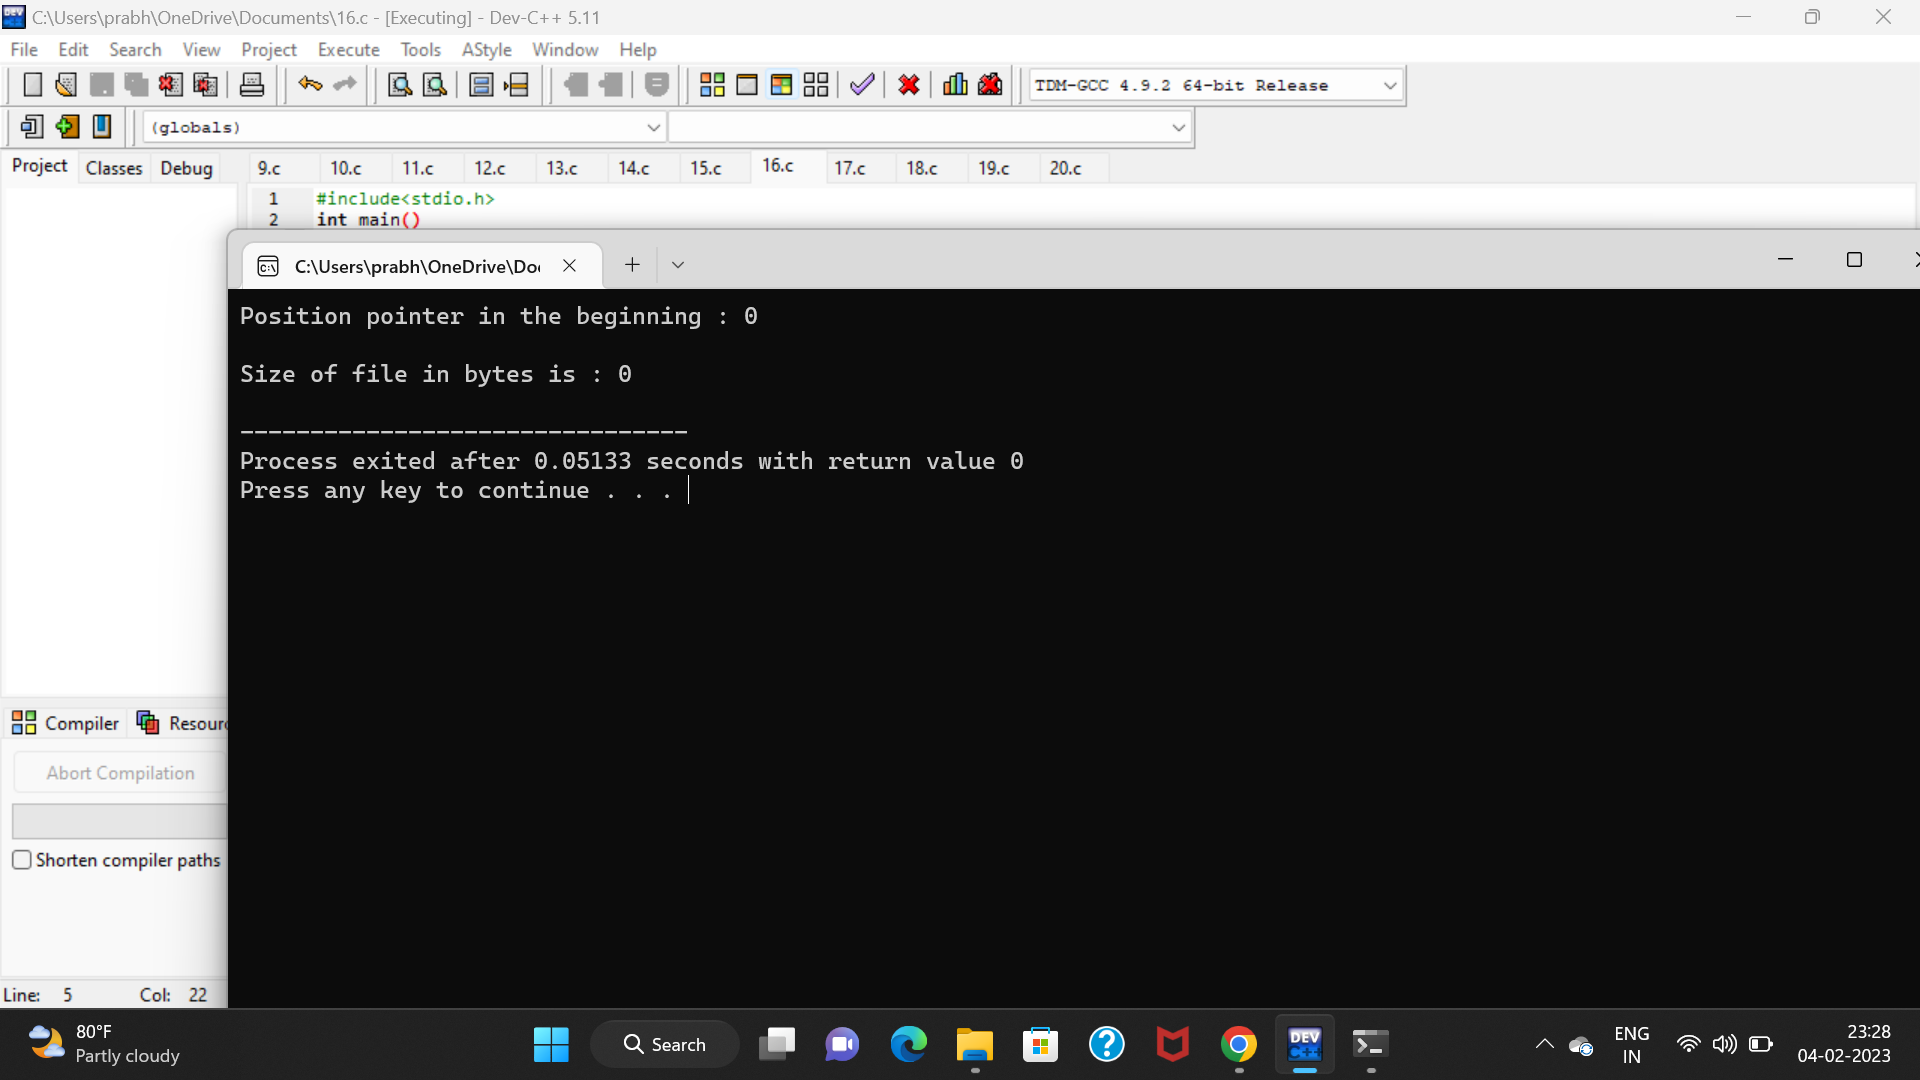 C:\Users\prabh\OneDrive\Documents\16.c - [Executing] - Dev-C++ 5.11
File Edit Search View Project Execute Tools AStyle Window Help
TDM-GCC 4.9.2 64-bit Release
(globals)
Project Classes Debug 9.c 10.c 11.c 12.c 13.c 14.c 15.c 16.c 17.c 18.c 19.c 20.c
1 #include<stdio.h>
2 int main()
C:\Users\prabh\OneDrive\Do
Position pointer in the beginning : 0
Size of file in bytes is : 0
--------------------------------
Process exited after 0.05133 seconds with return value 0
Press any key to continue . . .
Compiler Resour
Abort Compilation
Shorten compiler paths
Line: 5 Col: 22
80°F
Partly cloudy
Search
DEV
C++
ENG
IN
23:28
04-02-2023